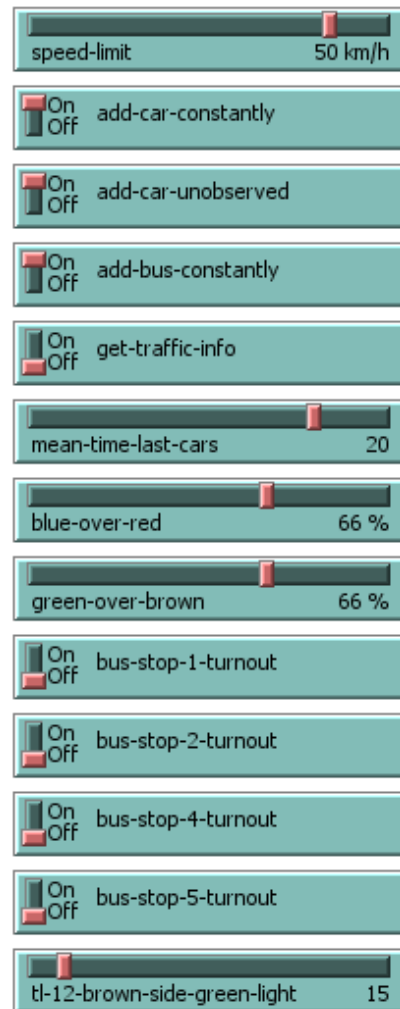 speed-limit 50 km/h
On
Off add-car-constantly
On
Off add-car-unobserved
On
Off add-bus-constantly
On
Off get-traffic-info
mean-time-last-cars 20
blue-over-red 66 %
green-over-brown 66 %
On
Off bus-stop-1-turnout
On
Off bus-stop-2-turnout
On
Off bus-stop-4-turnout
On
Off bus-stop-5-turnout
tl-12-brown-side-green-light 15